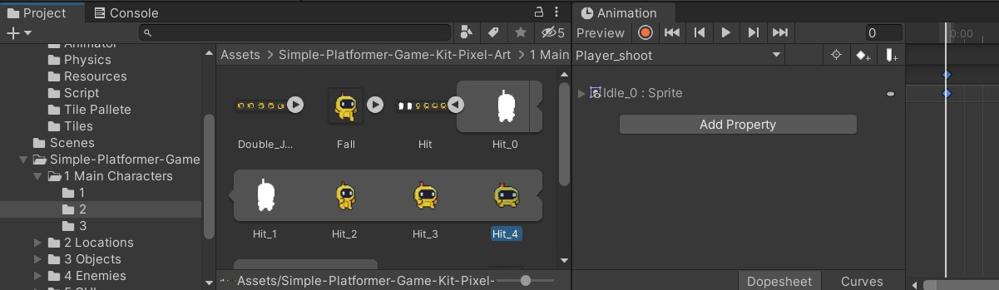 Project
Console
5
Animator
Physics
Resources
Script
Tile Pallete
Tiles
Scenes
Simple-Platformer-Game
1 Main Characters
1
2
3
2 Locations
3 Objects
4 Enemies
Assets > Simple-Platformer-Game-Kit-Pixel-Art > 1 Main
Double_J...
Fall
Hit
Hit_0
Hit_1
Hit_2
Hit_3
Hit_4
Assets/Simple-Platformer-Game-Kit-Pixel-
Animation
Preview
0
0:00
Player_shoot
Idle_0 : Sprite
Add Property
Dopesheet
Curves